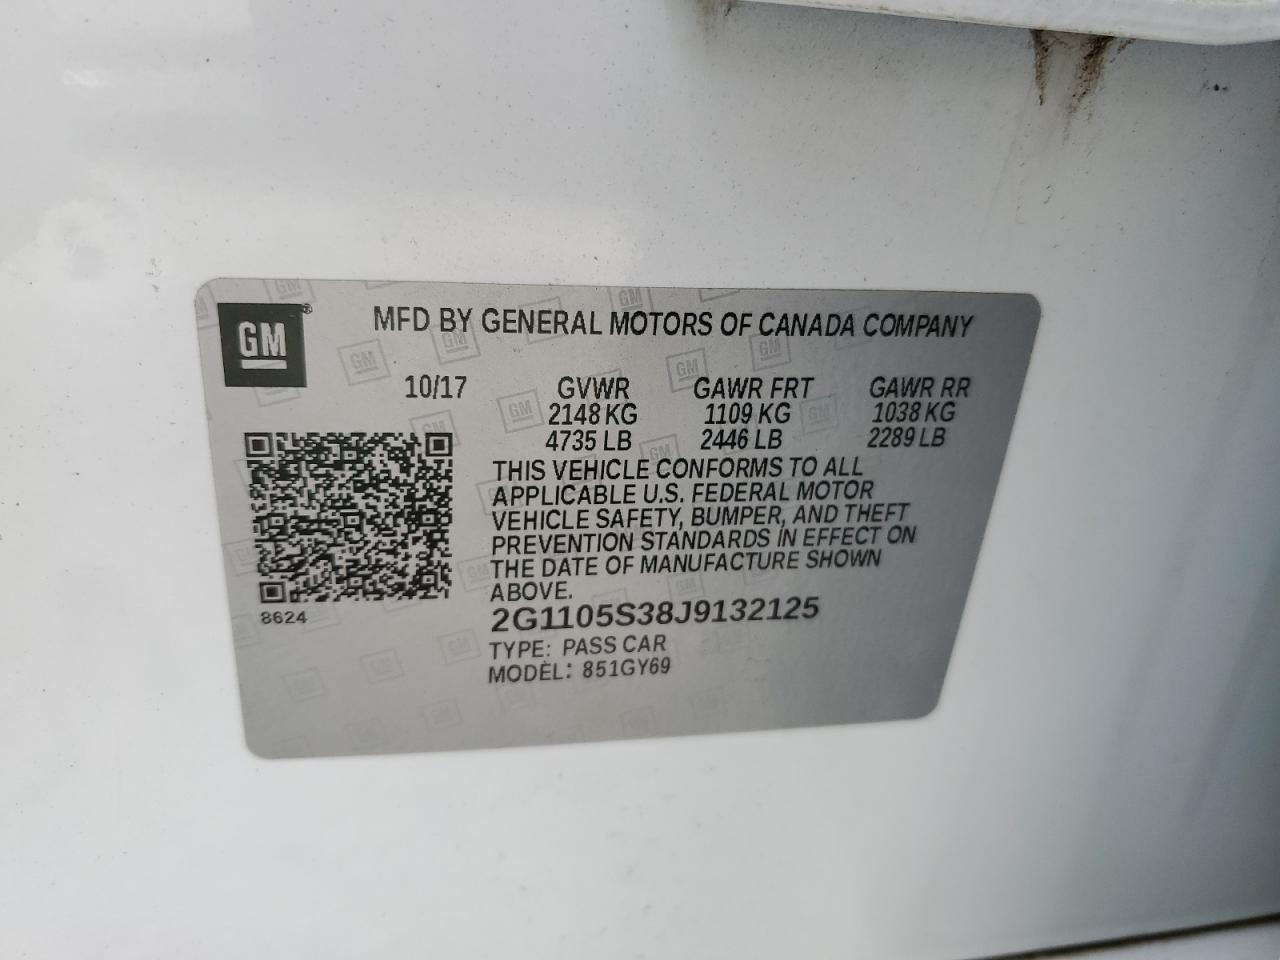 GM
MFD BY GENERAL MOTORS OF CANADA COMPANY
10/17 GVWR GAWR FRT GAWR RR
2148 KG 1109 KG 1038 KG
4735 LB 2446 LB 2289 LB
THIS VEHICLE CONFORMS TO ALL
APPLICABLE U.S. FEDERAL MOTOR
VEHICLE SAFETY, BUMPER, AND THEFT
PREVENTION STANDARDS IN EFFECT ON
THE DATE OF MANUFACTURE SHOWN
ABOVE.
8624
2G1105S38J9132125
TYPE: PASS CAR
MODEL: 851GY69